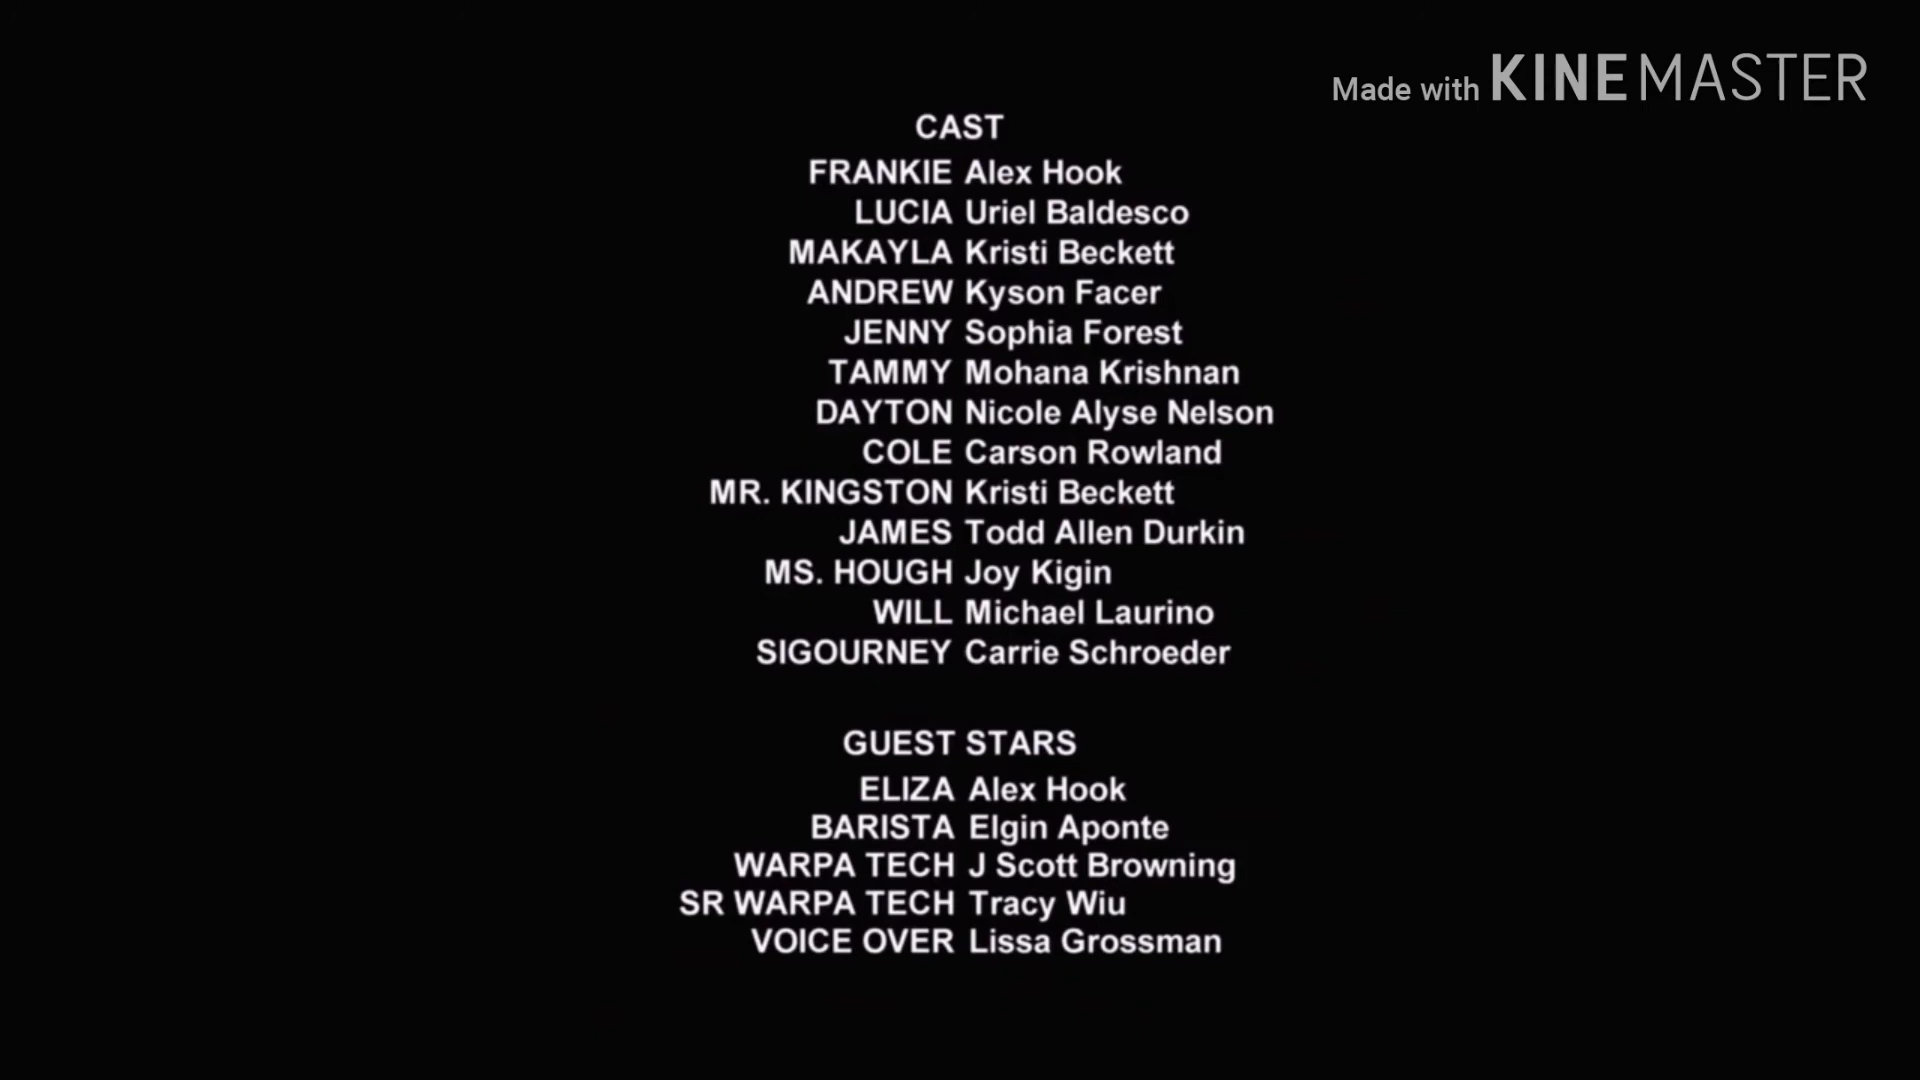 Made with KINEMASTER
CAST
FRANKIE Alex Hook
LUCIA Uriel Baldesco
MAKAYLA Kristi Beckett
ANDREW Kyson Facer
JENNY Sophia Forest
TAMMY Mohana Krishnan
DAYTON Nicole Alyse Nelson
COLE Carson Rowland
MR. KINGSTON Kristi Beckett
JAMES Todd Allen Durkin
MS. HOUGH Joy Kigin
WILL Michael Laurino
SIGOURNEY Carrie Schroeder
GUEST STARS
ELIZA Alex Hook
BARISTA Elgin Aponte
WARPA TECH J Scott Browning
SR WARPA TECH Tracy Wiu
VOICE OVER Lissa Grossman